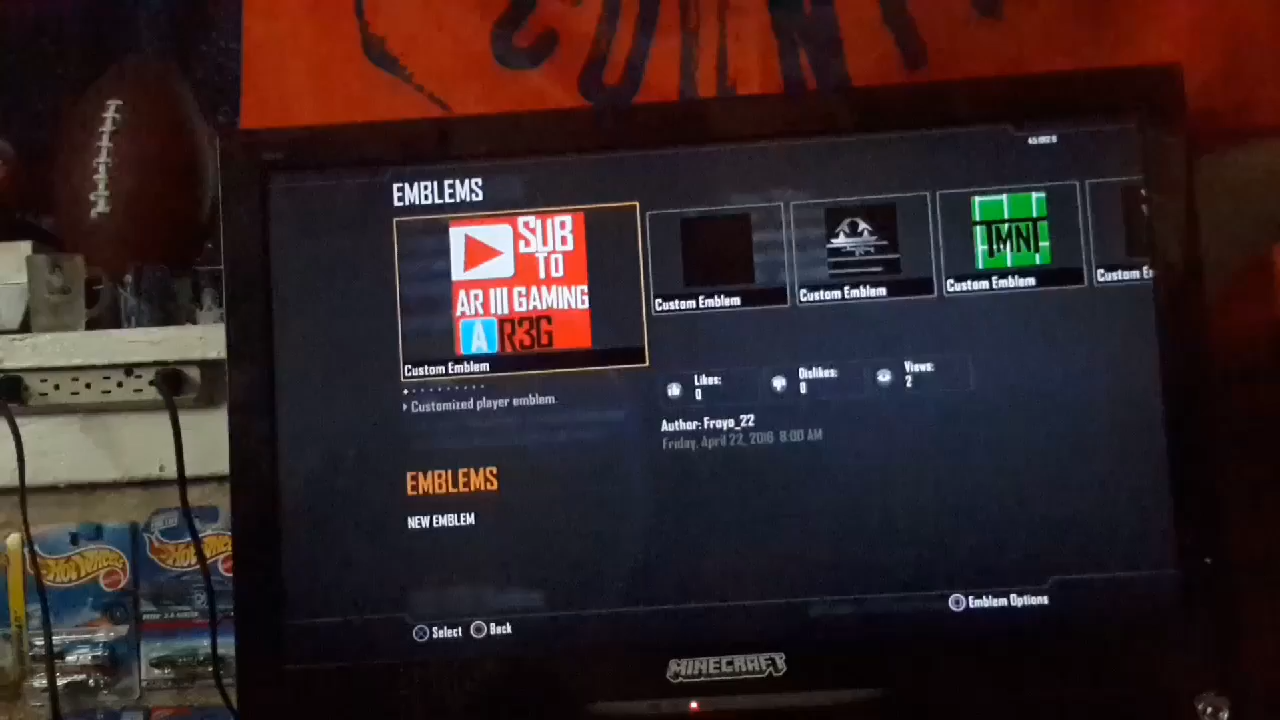 EMBLEMS
SUB
TO
AR III GAMING
A R3G
Custom Emblem
Custom Emblem
Custom Emblem
TMNT
Custom Emblem
Custom E
Customized player emblem.
Likes:
0
Dislikes:
0
Views:
2
Author: Froyo_22
Friday, April 22, 2016 8:00 AM
EMBLEMS
NEW EMBLEM
Select Back
Emblem Options
MINECRAFT
Hot Wheels
Hot Wheels